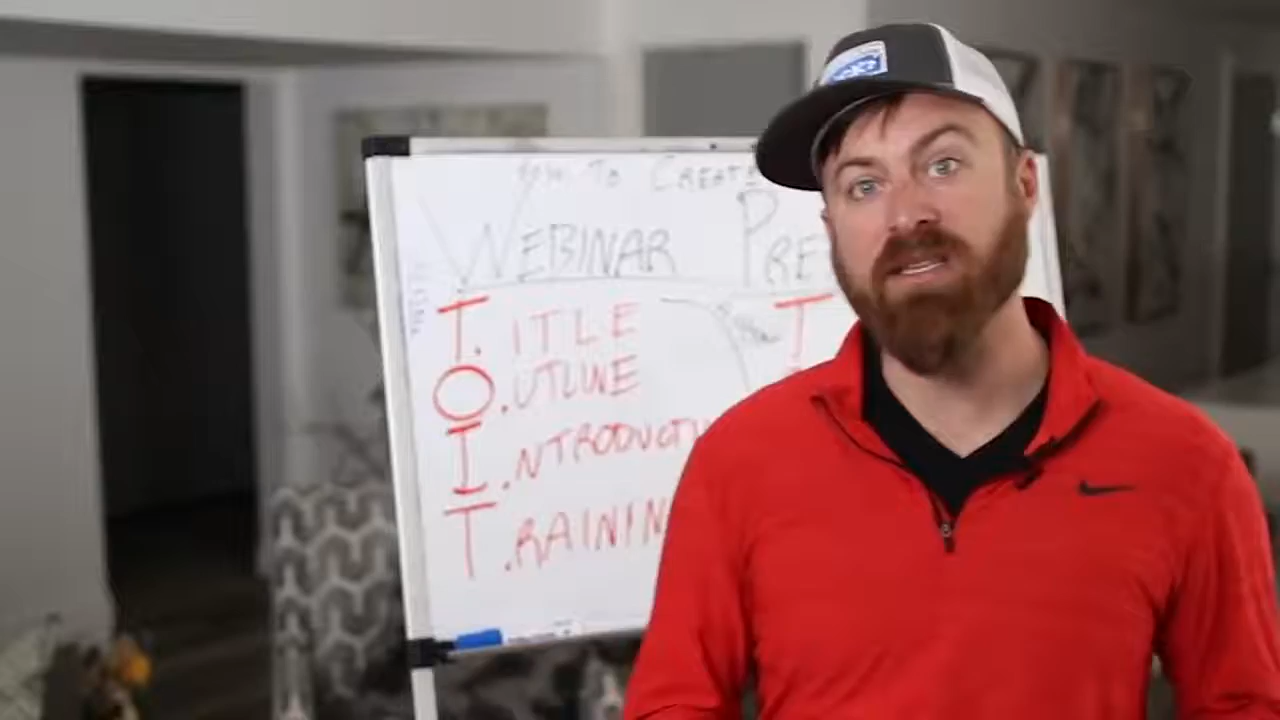 HOW TO CREATE
WEBINAR PRE
T. ITLE T
O.UTLINE
I.NTRODUCTI
T.RAININ